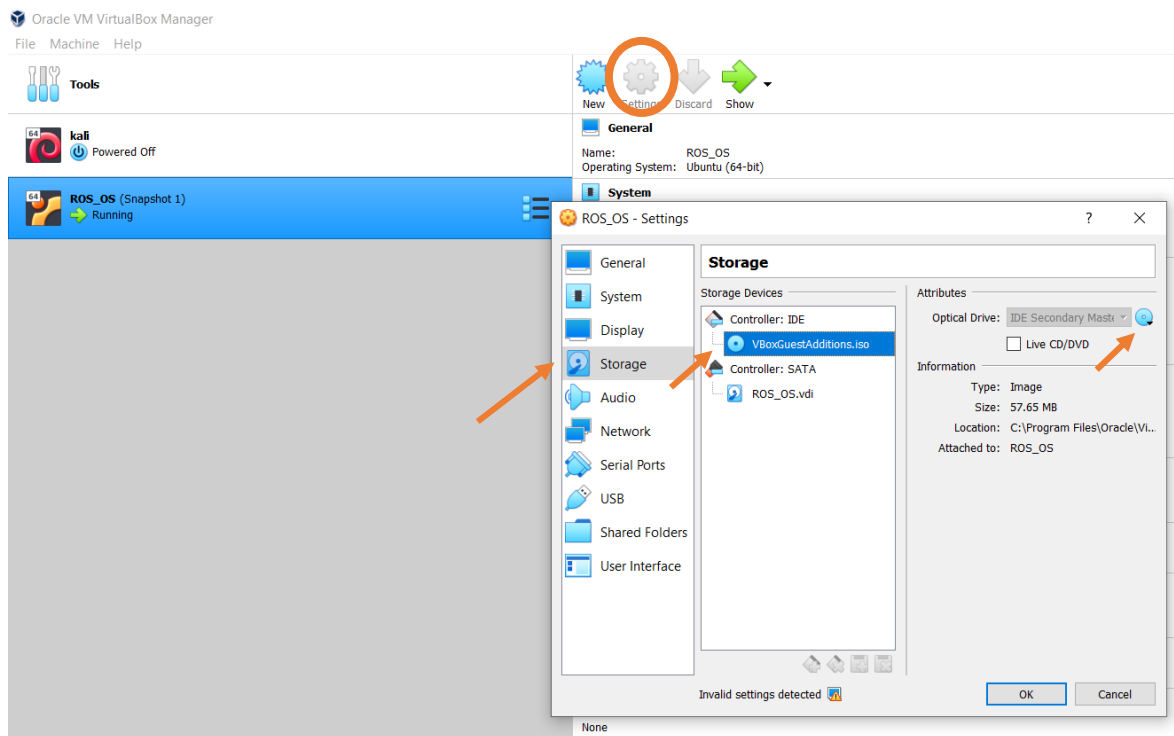 Oracle VM VirtualBox Manager
File Machine Help
Tools
New Settings Discard Show
64
kali
Powered Off
64
ROS_OS (Snapshot 1)
Running
General
Name: ROS_OS
Operating System: Ubuntu (64-bit)
System
ROS_OS - Settings ? ×
General
System
Display
Storage
Audio
Network
Serial Ports
USB
Shared Folders
User Interface
Storage
Storage Devices
Controller: IDE
VBoxGuestAdditions.iso
Controller: SATA
ROS_OS.vdi
Attributes
Optical Drive: IDE Secondary Maste
Live CD/DVD
Information
Type: Image
Size: 57.65 MB
Location: C:\Program Files\Oracle\Vi...
Attached to: ROS_OS
Invalid settings detected
OK Cancel
None